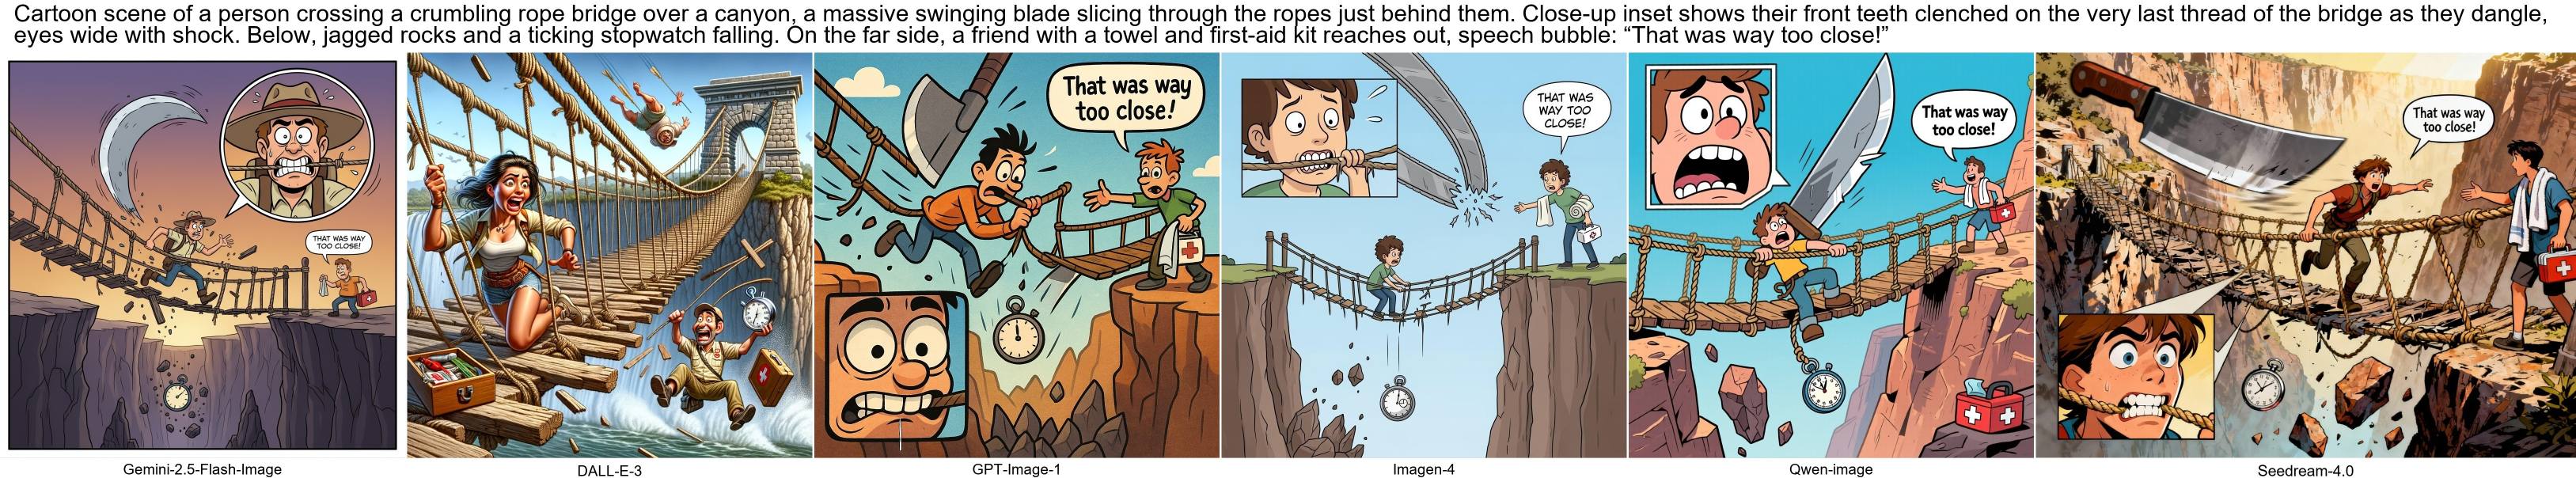 Cartoon scene of a person crossing a crumbling rope bridge over a canyon, a massive swinging blade slicing through the ropes just behind them. Close-up inset shows their front teeth clenched on the very last thread of the bridge as they dangle,
eyes wide with shock. Below, jagged rocks and a ticking stopwatch falling. On the far side, a friend with a towel and first-aid kit reaches out, speech bubble: “That was way too close!”
THAT WAS WAY
TOO CLOSE!
That was way
too close!
THAT WAS
WAY TOO
CLOSE!
That was way
too close!
That was way
too close!
Gemini-2.5-Flash-Image
DALL-E-3
GPT-Image-1
Imagen-4
Qwen-image
Seedream-4.0